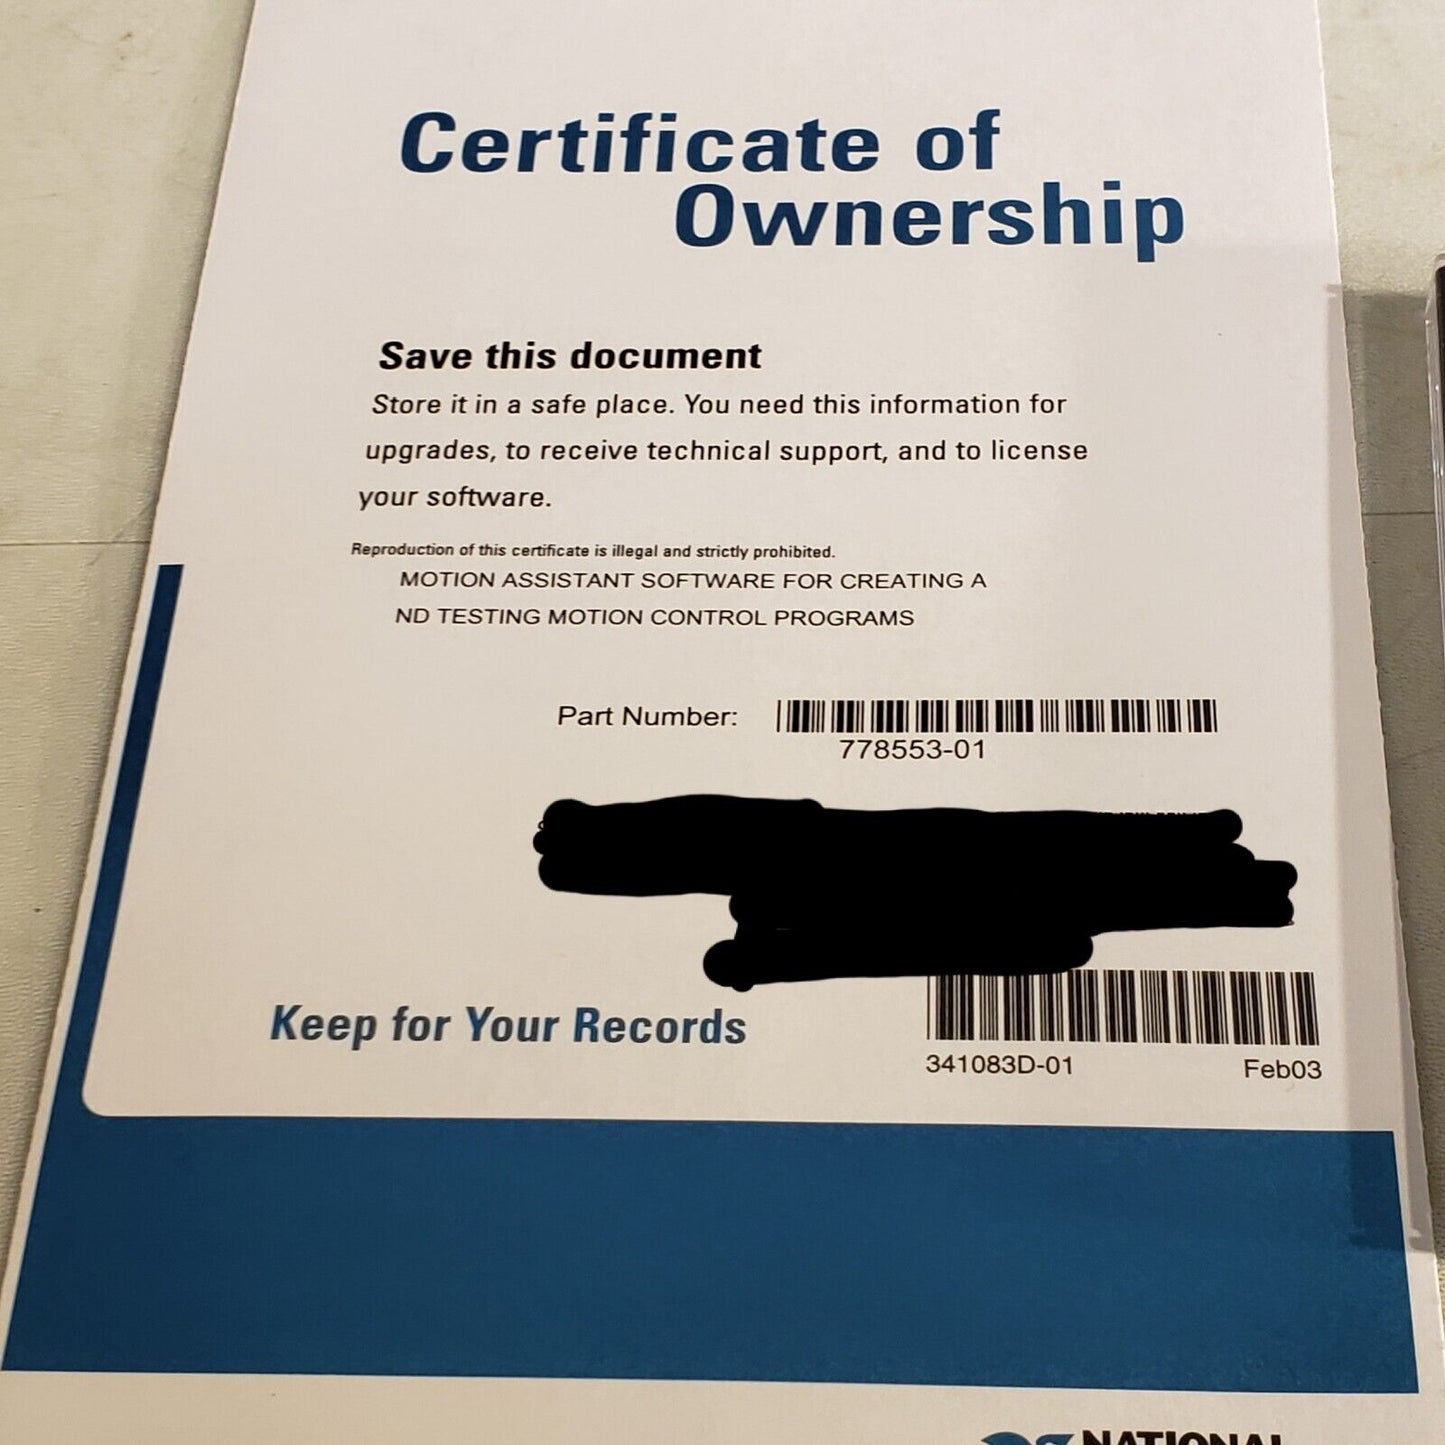 Certificate of
Ownership
Save this document
Store it in a safe place. You need this information for
upgrades, to receive technical support, and to license
your software.
Reproduction of this certificate is illegal and strictly prohibited.
MOTION ASSISTANT SOFTWARE FOR CREATING A
ND TESTING MOTION CONTROL PROGRAMS
Part Number:
778553-01
Keep for Your Records
341083D-01 Feb03
NATIONAL